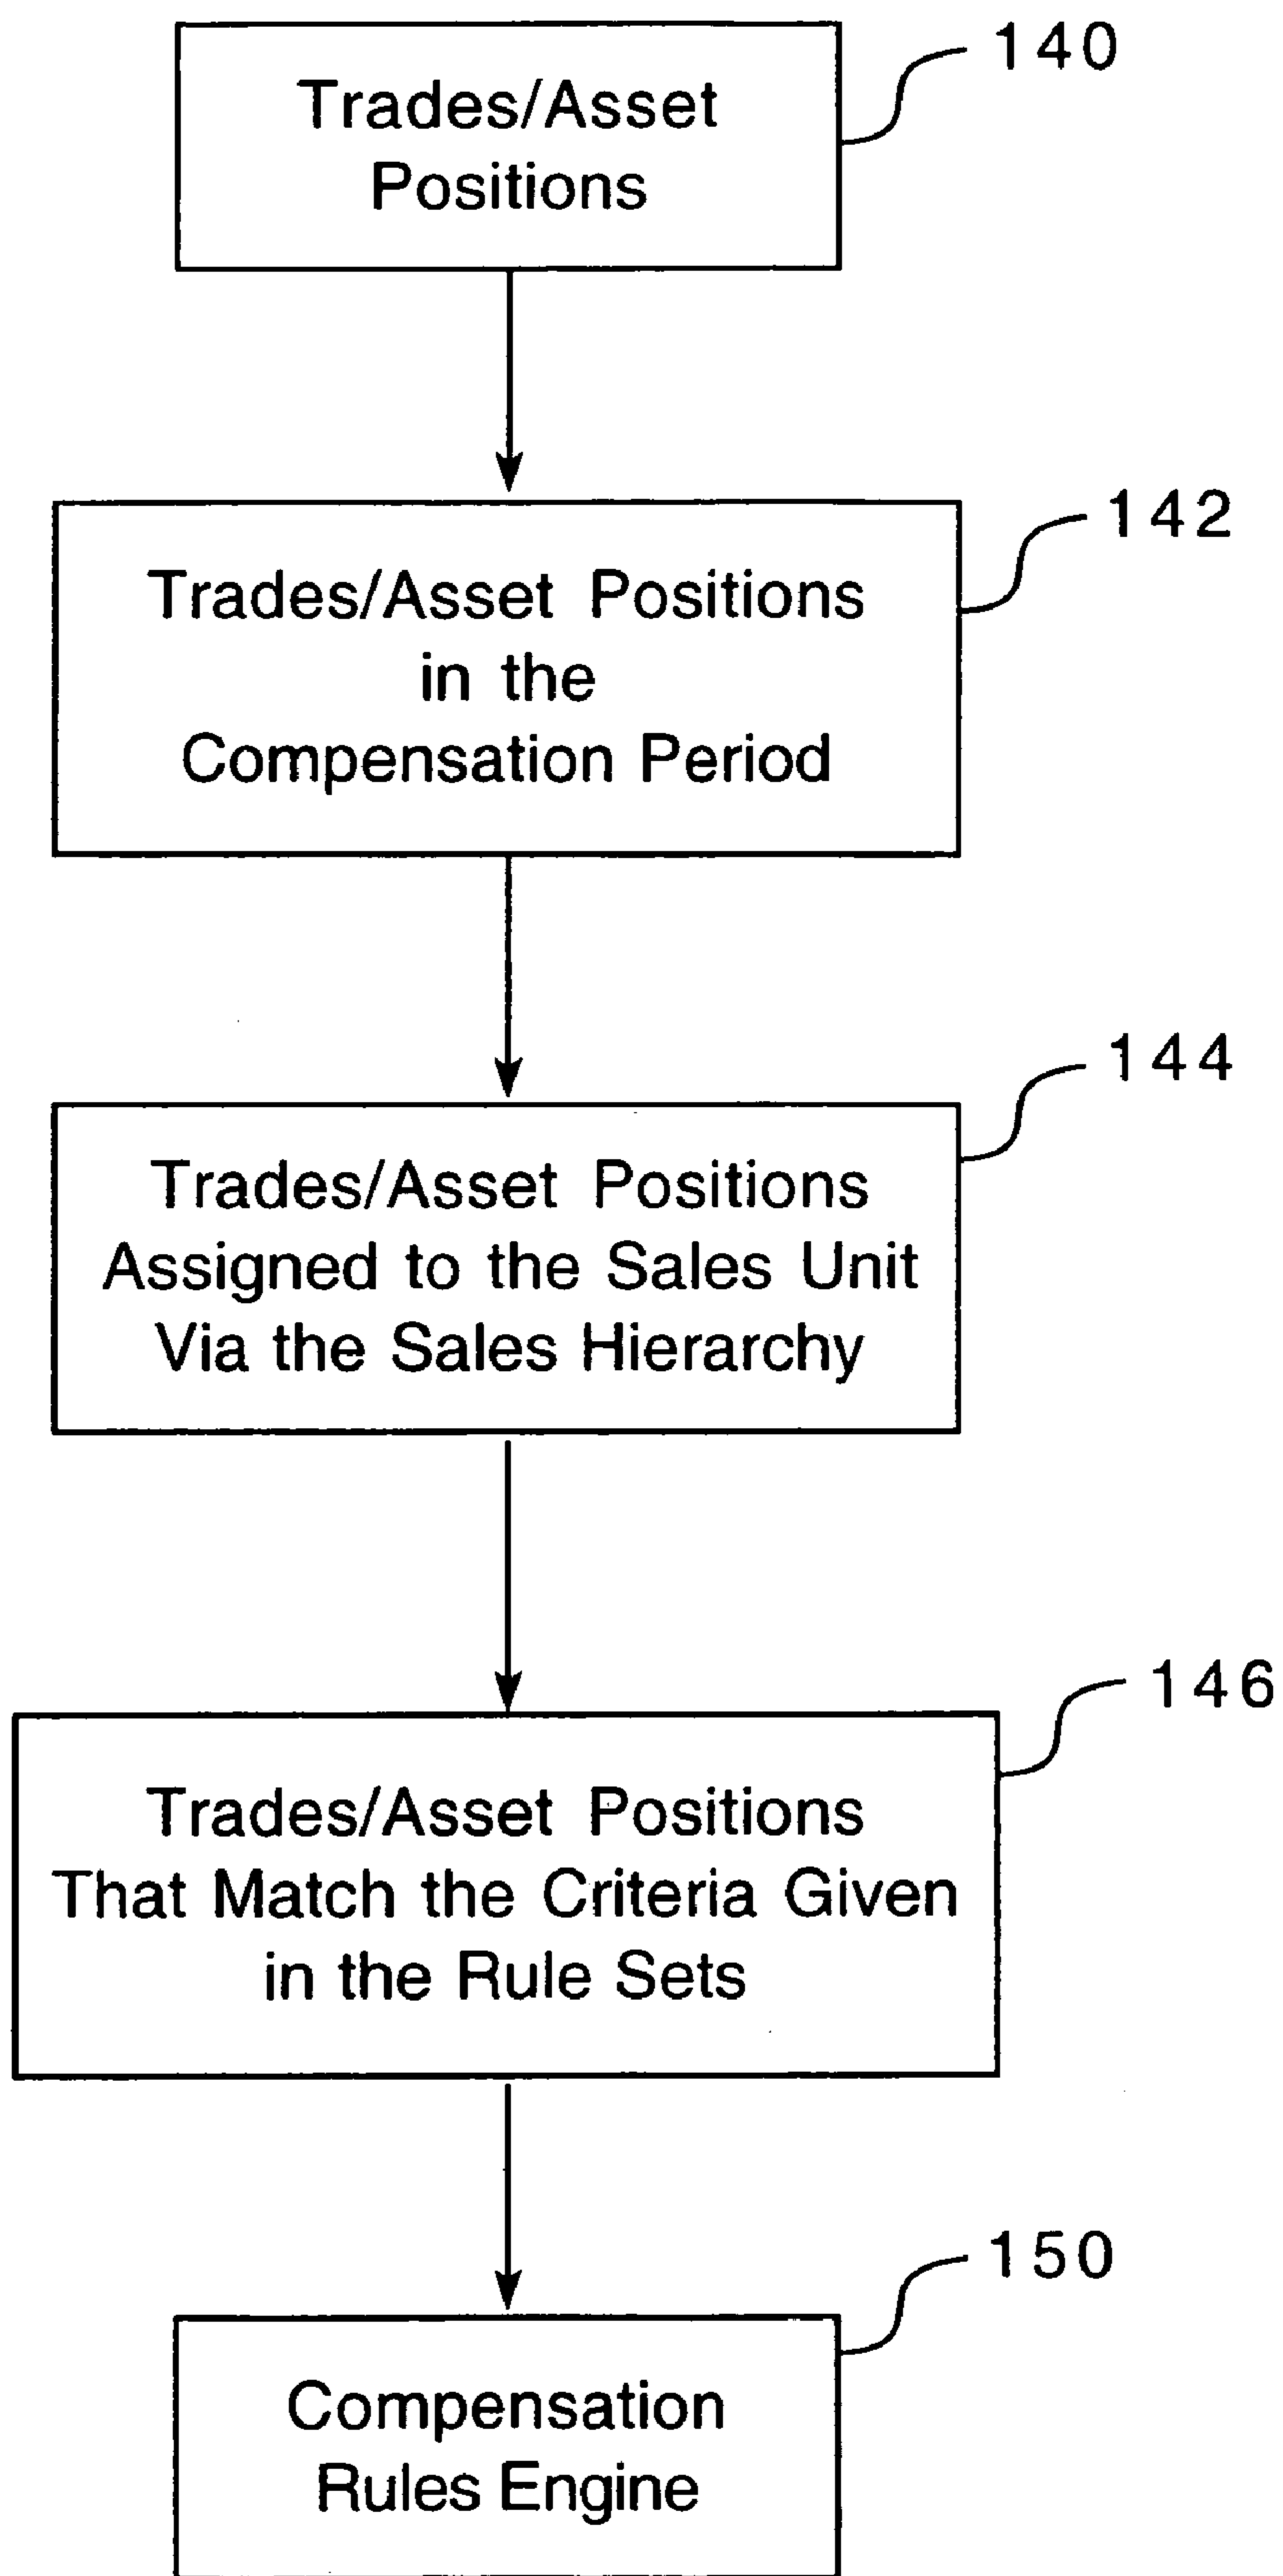 Trades/Asset
Positions
140
Trades/Asset Positions
in the
Compensation Period
142
Trades/Asset Positions
Assigned to the Sales Unit
Via the Sales Hierarchy
144
Trades/Asset Positions
That Match the Criteria Given
in the Rule Sets
146
Compensation
Rules Engine
150